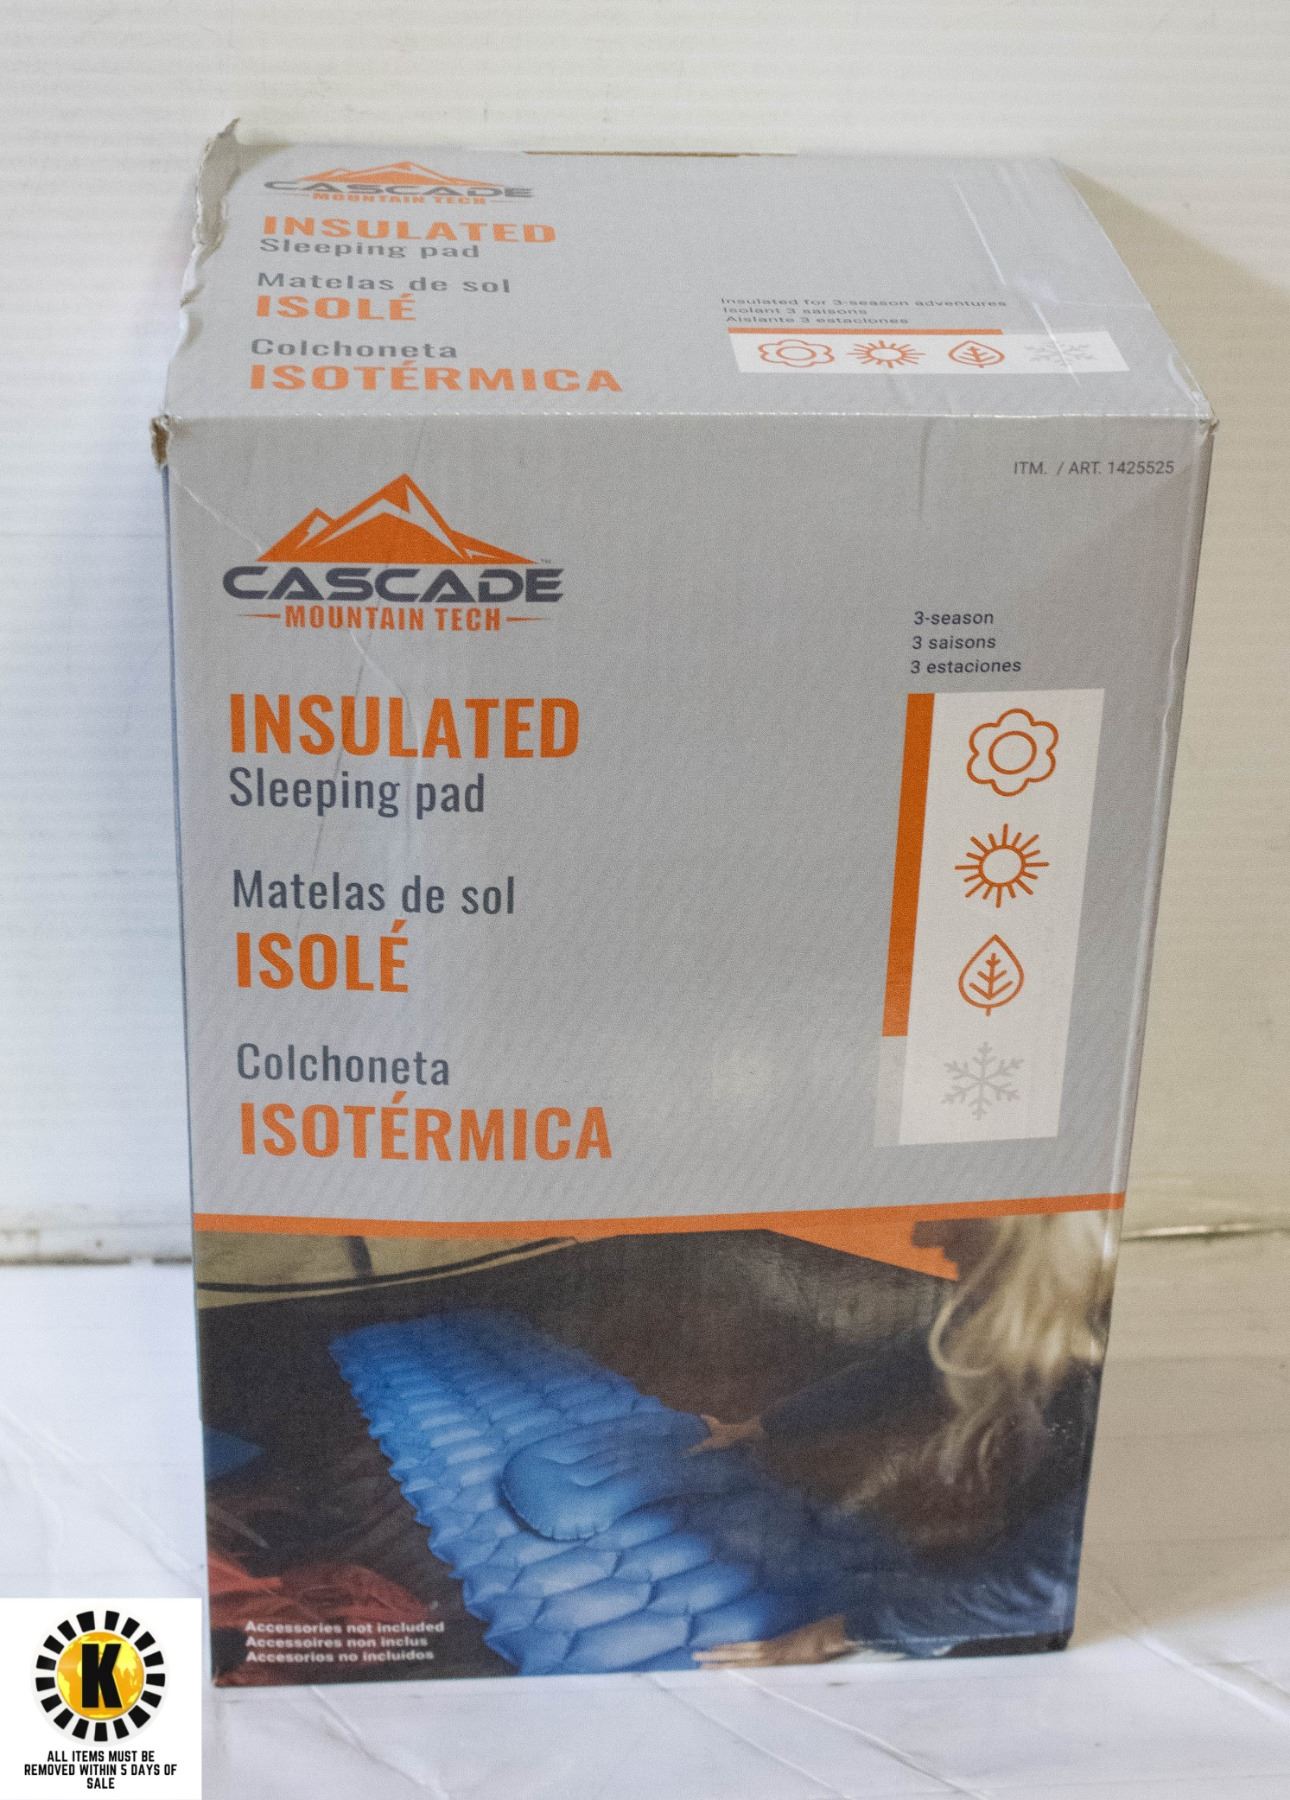 CASCADE
MOUNTAIN TECH
INSULATED
Sleeping pad
Matelas de sol
ISOLÉ
Colchoneta
ISOTÉRMICA
Insulated for 3-season adventures
Isolant 3 saisons
Aislante 3 estaciones
ITM. / ART. 1425525
CASCADE™
MOUNTAIN TECH
3-season
3 saisons
3 estaciones
INSULATED
Sleeping pad
Matelas de sol
ISOLÉ
Colchoneta
ISOTÉRMICA
Accessories not included
Accessoires non inclus
Accesorios no incluidos
K
ALL ITEMS MUST BE
REMOVED WITHIN 5 DAYS OF
SALE